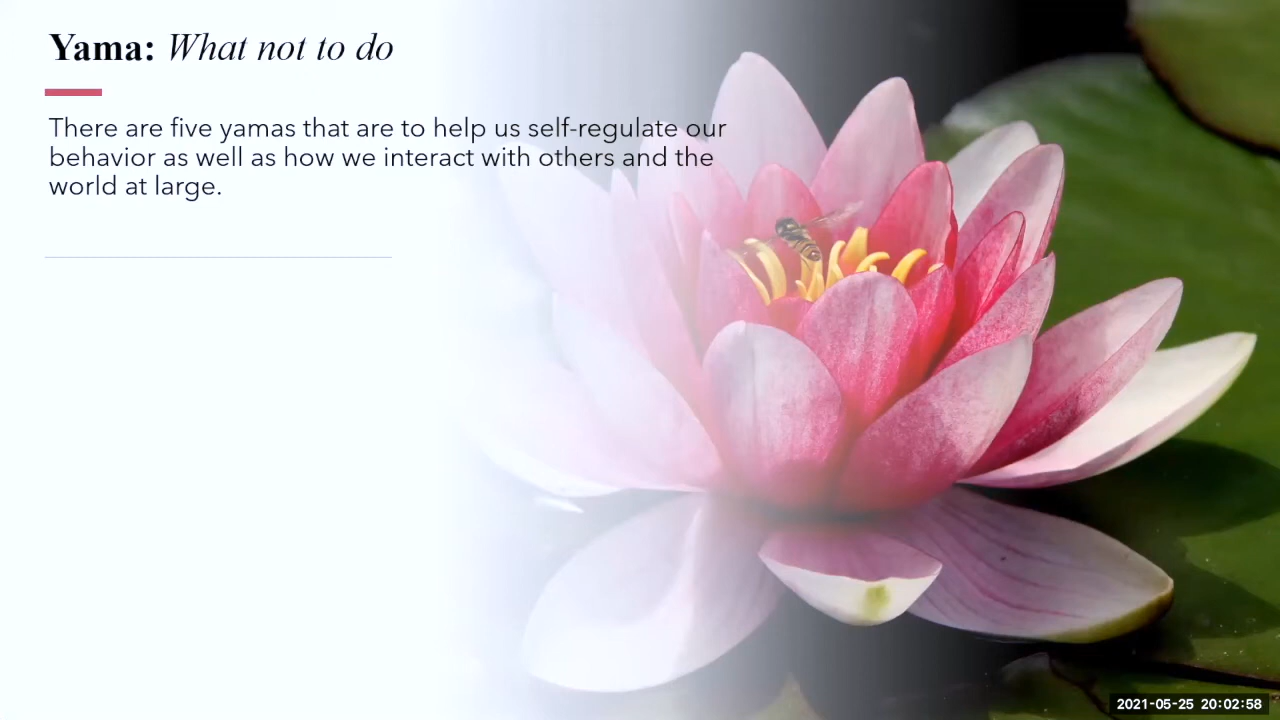 Yama: What not to do
There are five yamas that are to help us self-regulate our
behavior as well as how we interact with others and the
world at large.
2021-05-25 20:02:58